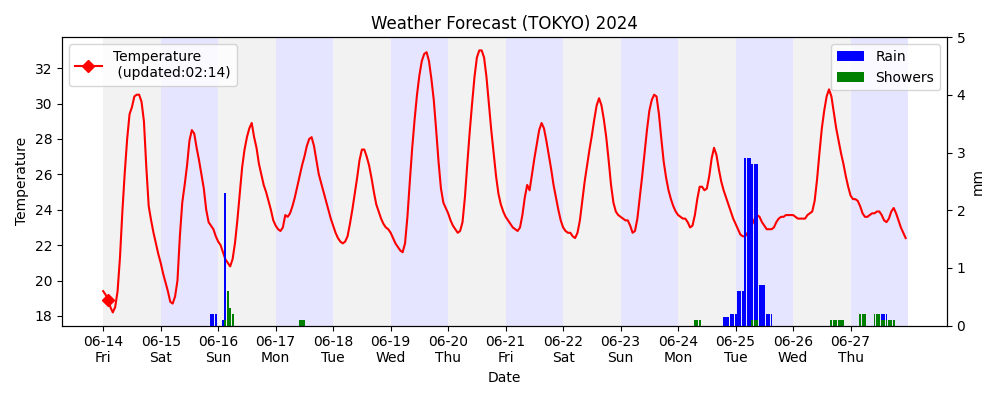 Weather Forecast (TOKYO) 2024
Temperature
(updated:02:14)
Rain
Showers
Temperature
32
30
28
26
24
22
20
18
5
4
3
2
1
0
mm
06-14 06-15 06-16 06-17 06-18 06-19 06-20 06-21 06-22 06-23 06-24 06-25 06-26 06-27
Fri Sat Sun Mon Tue Wed Thu Fri Sat Sun Mon Tue Wed Thu
Date